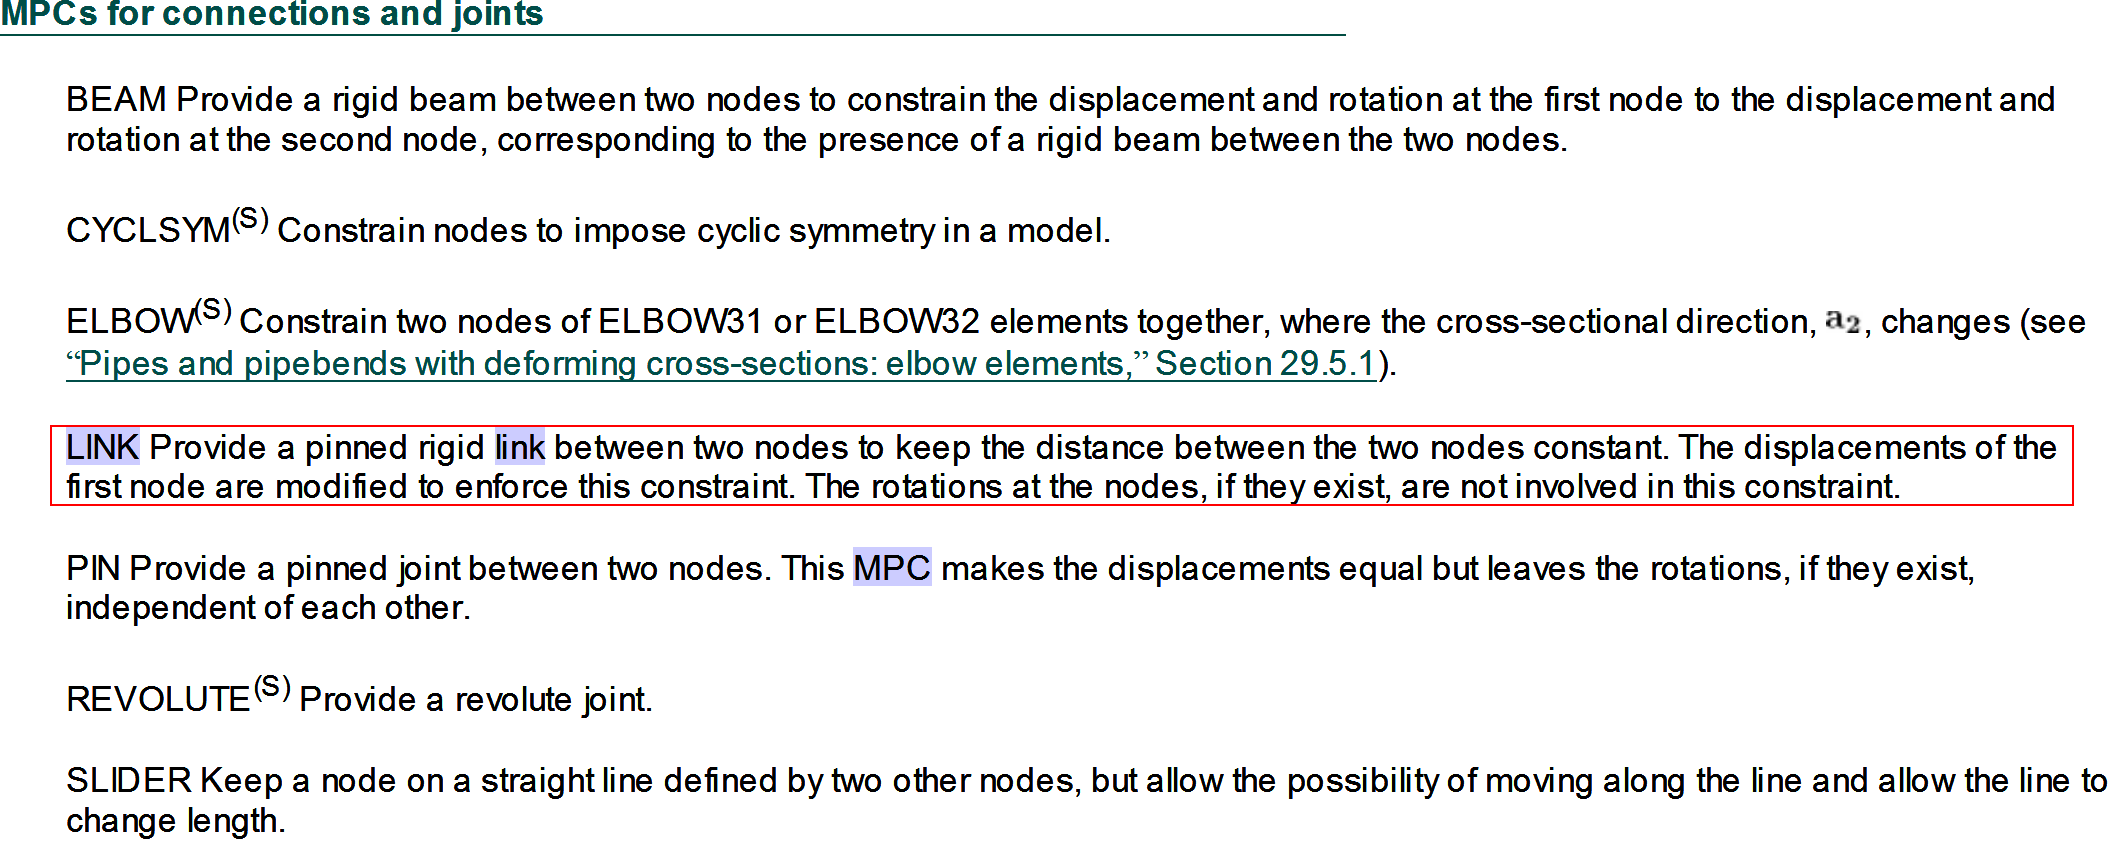 MPCs for connections and joints
BEAM Provide a rigid beam between two nodes to constrain the displacement and rotation at the first node to the displacement and
rotation at the second node, corresponding to the presence of a rigid beam between the two nodes.
CYCLSYM(S) Constrain nodes to impose cyclic symmetry in a model.
ELBOW(S) Constrain two nodes of ELBOW31 or ELBOW32 elements together, where the cross-sectional direction, a2, changes (see
“Pipes and pipebends with deforming cross-sections: elbow elements,” Section 29.5.1).
LINK Provide a pinned rigid link between two nodes to keep the distance between the two nodes constant. The displacements of the
first node are modified to enforce this constraint. The rotations at the nodes, if they exist, are not involved in this constraint.
PIN Provide a pinned joint between two nodes. This MPC makes the displacements equal but leaves the rotations, if they exist,
independent of each other.
REVOLUTE(S) Provide a revolute joint.
SLIDER Keep a node on a straight line defined by two other nodes, but allow the possibility of moving along the line and allow the line to
change length.